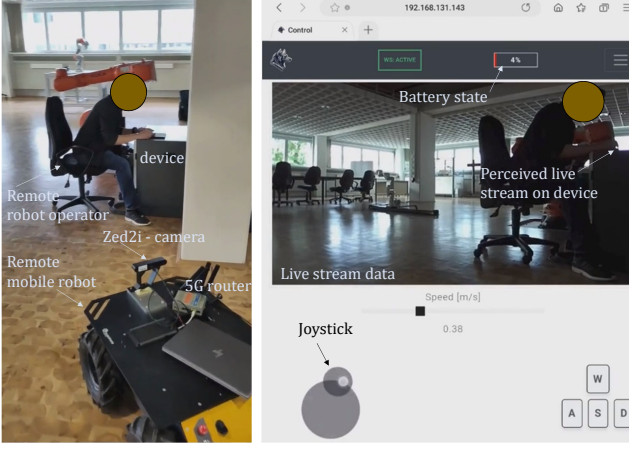 device
Remote
robot operator
Zed2i - camera
Remote
mobile robot
5G router
192.168.131.143
Control
WS: ACTIVE
4%
Battery state
Perceived live
stream on device
Live stream data
Speed [m/s]
0.38
Joystick
W
A S D